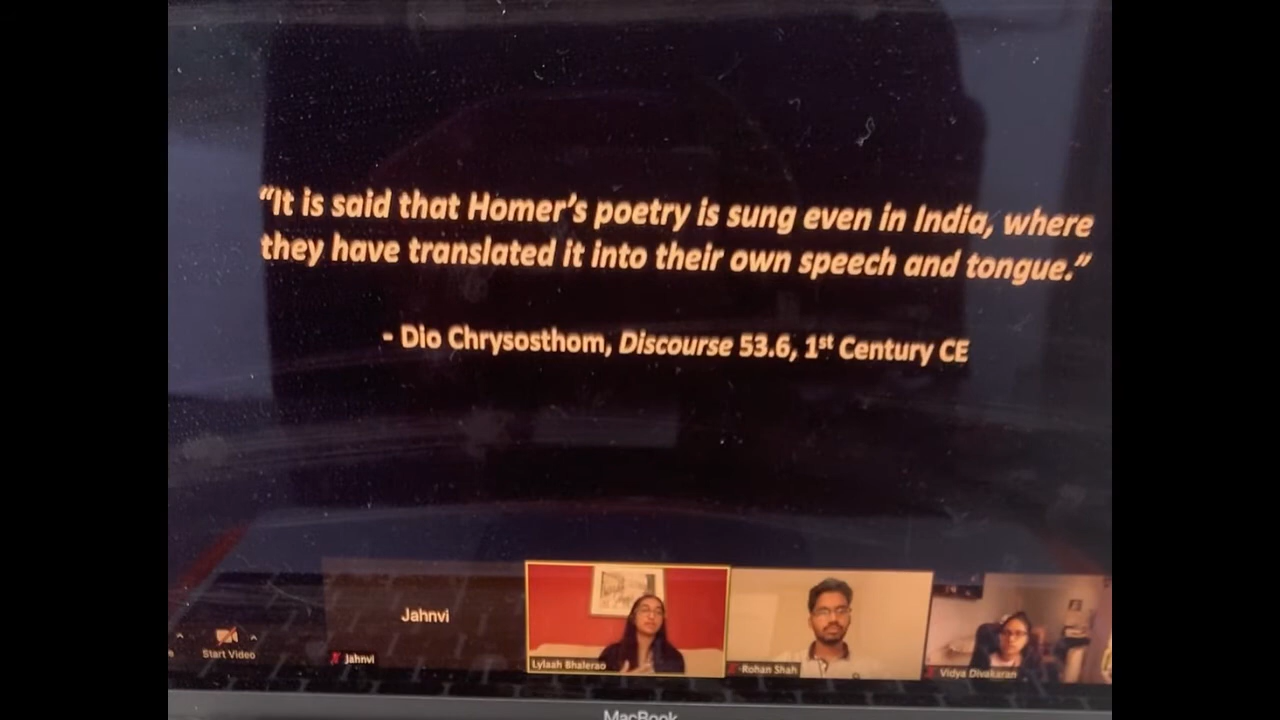 “It is said that Homer’s poetry is sung even in India, where
they have translated it into their own speech and tongue.”
- Dio Chrysosthom, Discourse 53.6, 1st Century CE
Jahnvi
Start Video
Jahnvi
Lylaah Bhalerao
Rohan Shah
Vidya Divakaran
MacBook